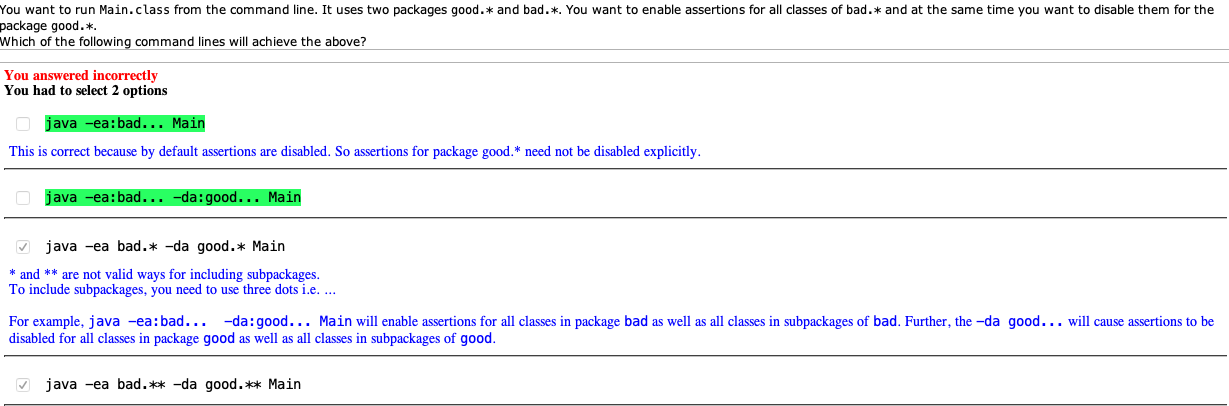 You want to run Main.class from the command line. It uses two packages good.* and bad.*. You want to enable assertions for all classes of bad.* and at the same time you want to disable them for the
package good.*.
Which of the following command lines will achieve the above?
You answered incorrectly
You had to select 2 options
java -ea:bad... Main
This is correct because by default assertions are disabled. So assertions for package good.* need not be disabled explicitly.
java -ea:bad... -da:good... Main
java -ea bad.* -da good.* Main
* and ** are not valid ways for including subpackages.
To include subpackages, you need to use three dots i.e. ...
For example, java -ea:bad... -da:good... Main will enable assertions for all classes in package bad as well as all classes in subpackages of bad. Further, the -da good... will cause assertions to be
disabled for all classes in package good as well as all classes in subpackages of good.
java -ea bad.** -da good.** Main